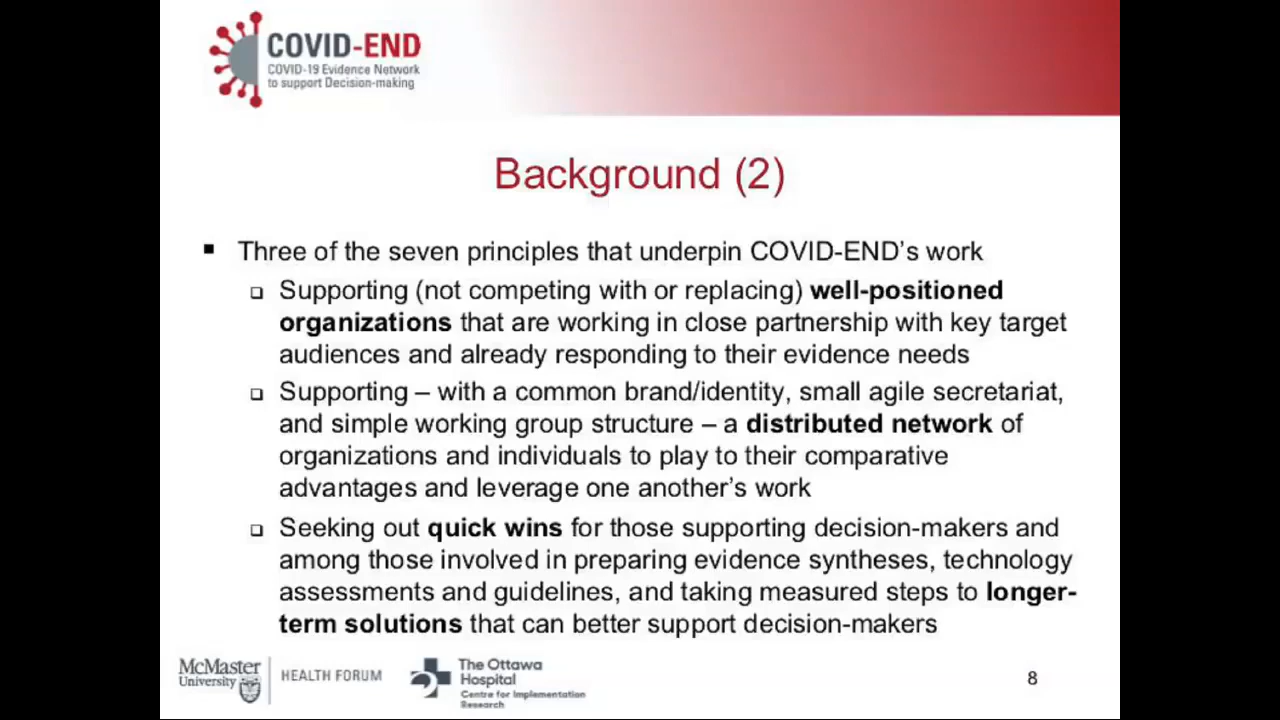 COVID-END
COVID-19 Evidence Network
to support Decision-making
Background (2)
Three of the seven principles that underpin COVID-END’s work
Supporting (not competing with or replacing) well-positioned
organizations that are working in close partnership with key target
audiences and already responding to their evidence needs
Supporting – with a common brand/identity, small agile secretariat,
and simple working group structure – a distributed network of
organizations and individuals to play to their comparative
advantages and leverage one another’s work
Seeking out quick wins for those supporting decision-makers and
among those involved in preparing evidence syntheses, technology
assessments and guidelines, and taking measured steps to longer-
term solutions that can better support decision-makers
McMaster
University
HEALTH FORUM
The Ottawa
Hospital
Centre for Implementation
Research
8